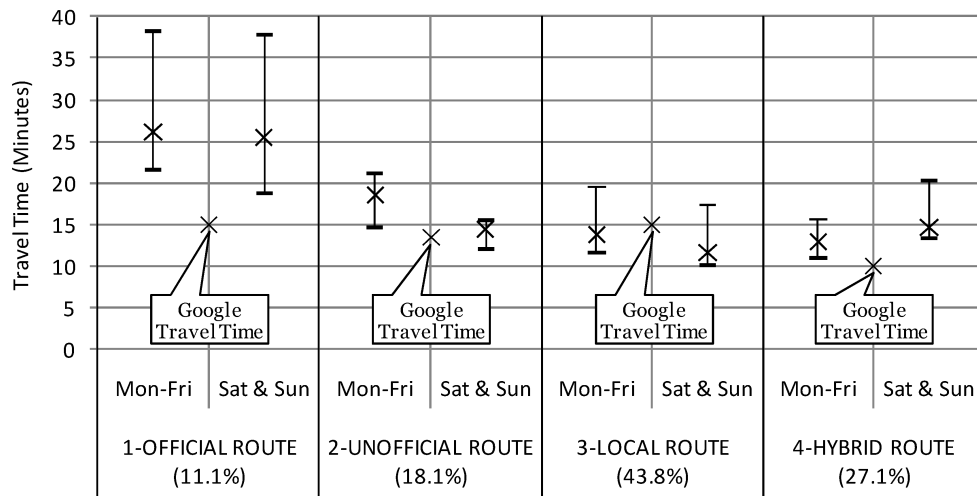 Travel Time (Minutes)
40
35
30
25
20
15
10
5
0
Google
Travel Time
Google
Travel Time
Google
Travel Time
Google
Travel Time
Mon-Fri
Sat & Sun
Mon-Fri
Sat & Sun
Mon-Fri
Sat & Sun
Mon-Fri
Sat & Sun
1-OFFICIAL ROUTE
(11.1%)
2-UNOFFICIAL ROUTE
(18.1%)
3-LOCAL ROUTE
(43.8%)
4-HYBRID ROUTE
(27.1%)